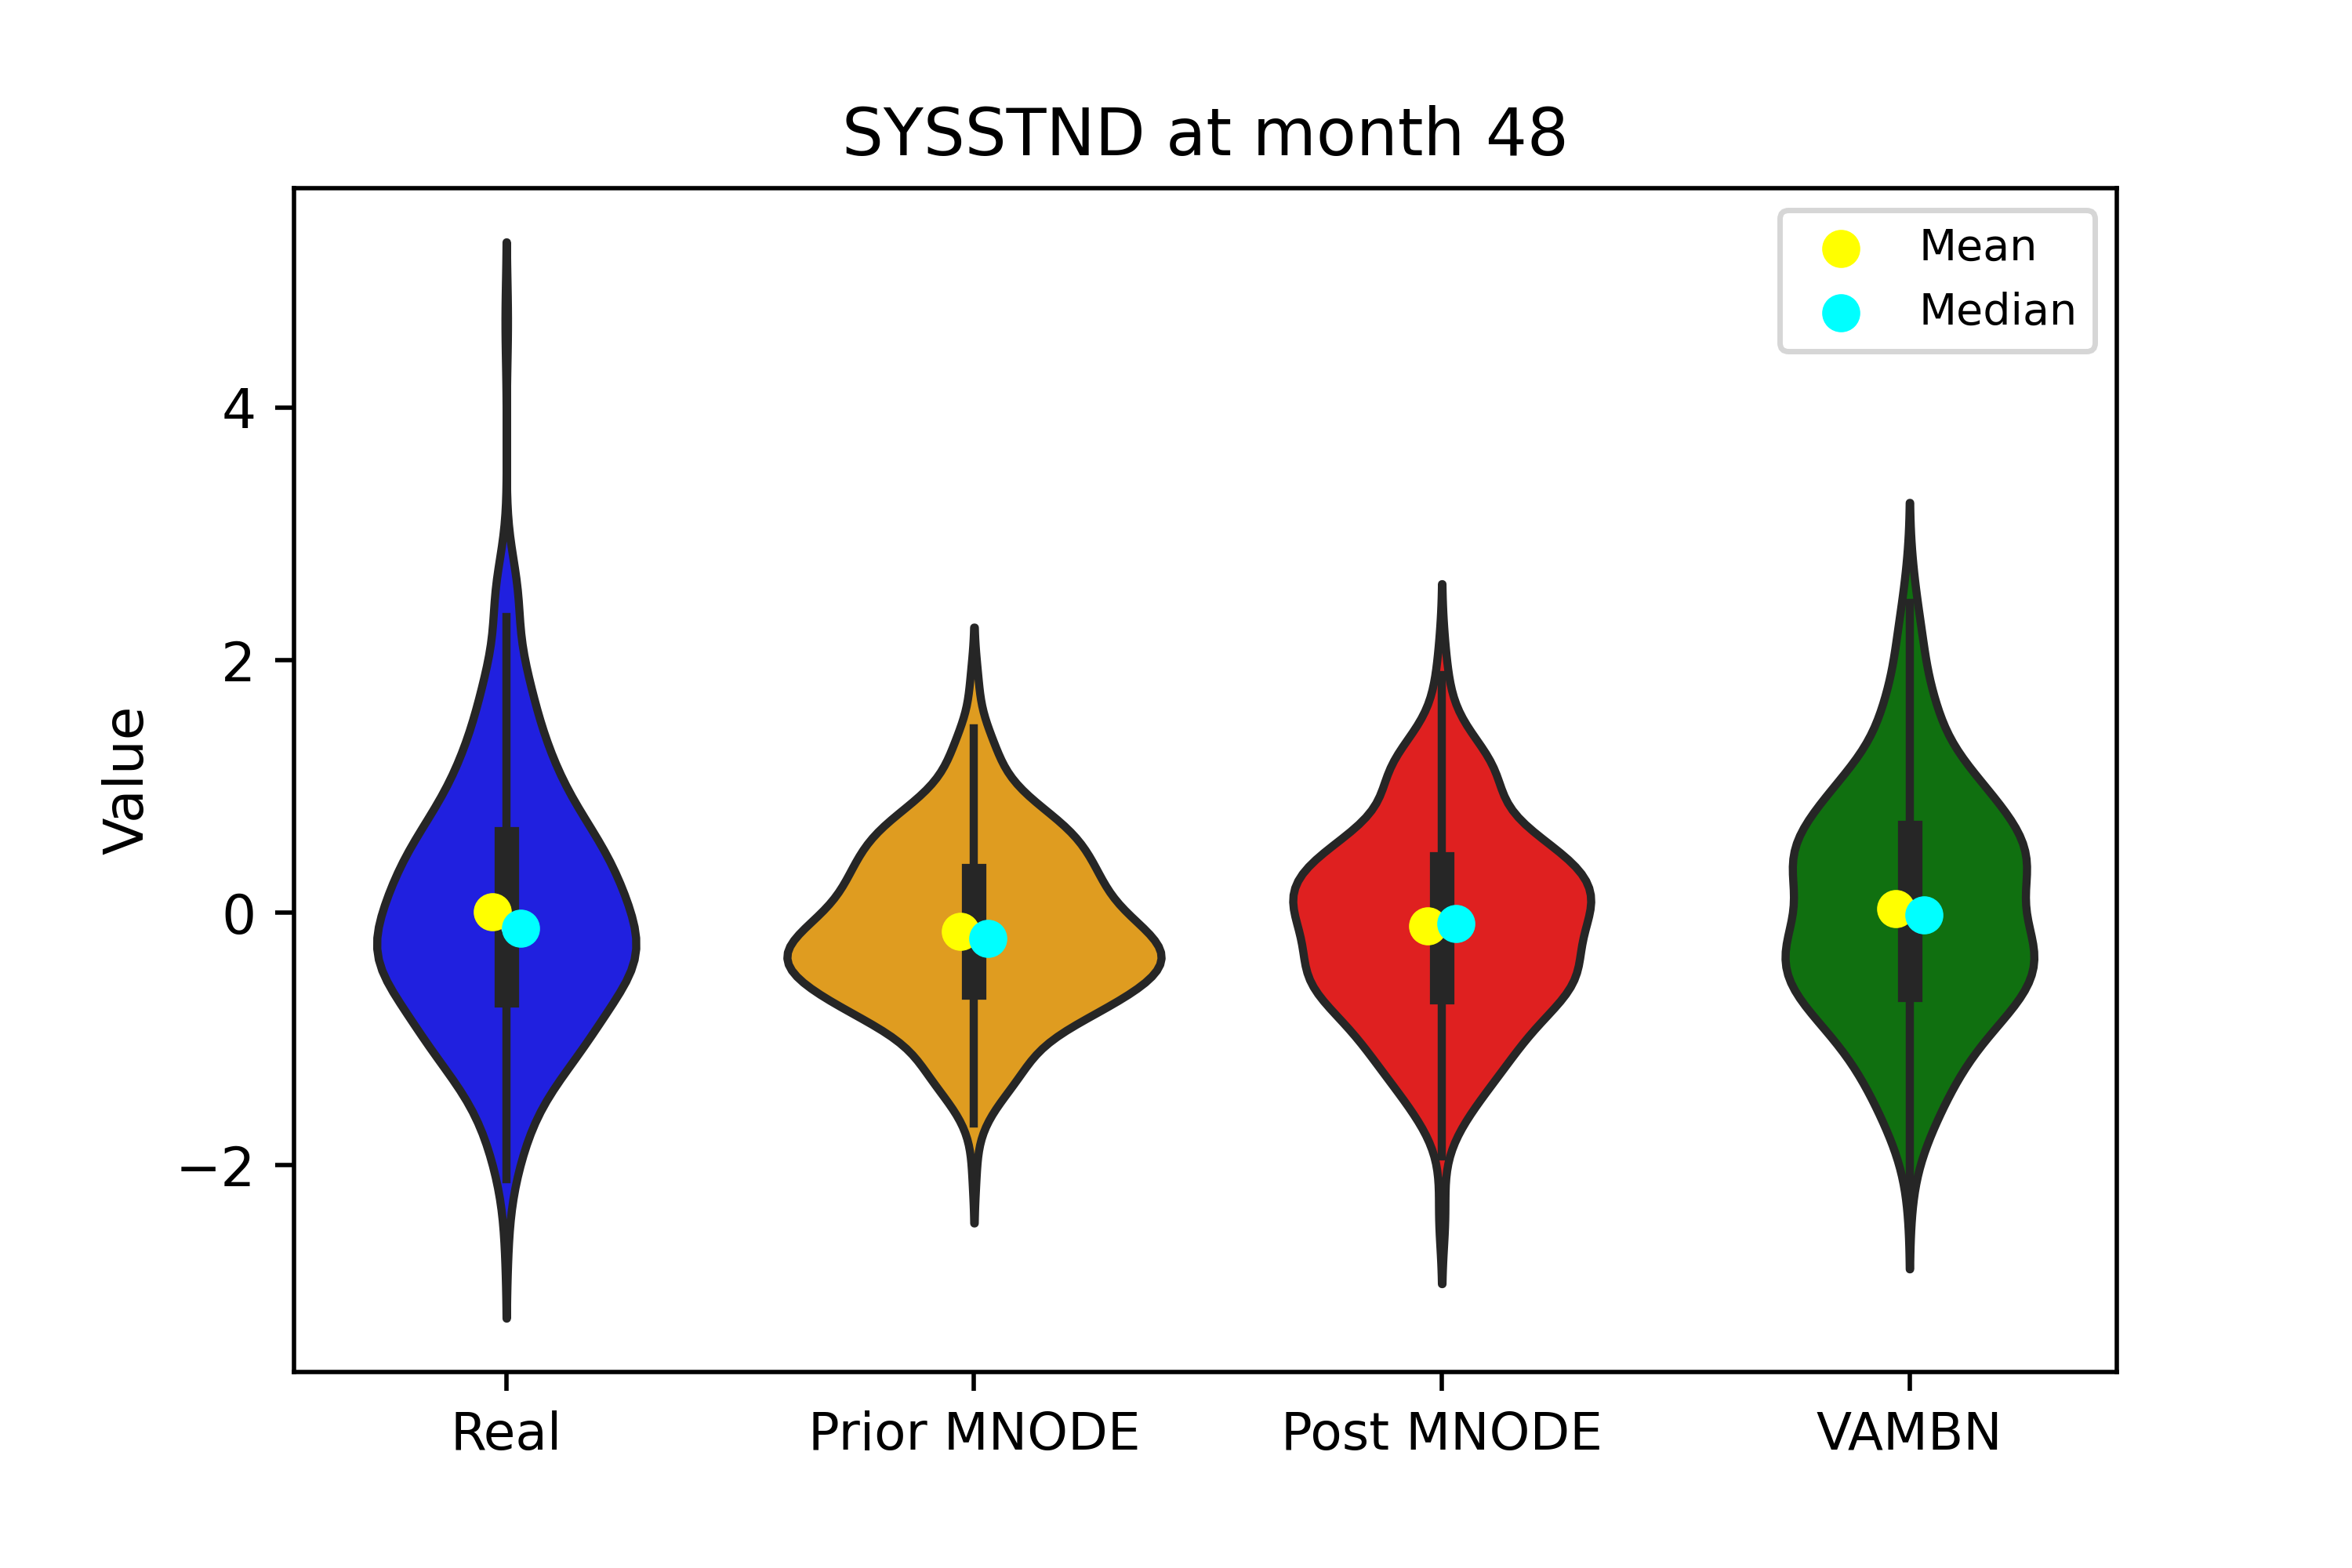 SYSSTND at month 48
Mean
Median
Value
4
2
0
−2
Real
Prior MNODE
Post MNODE
VAMBN